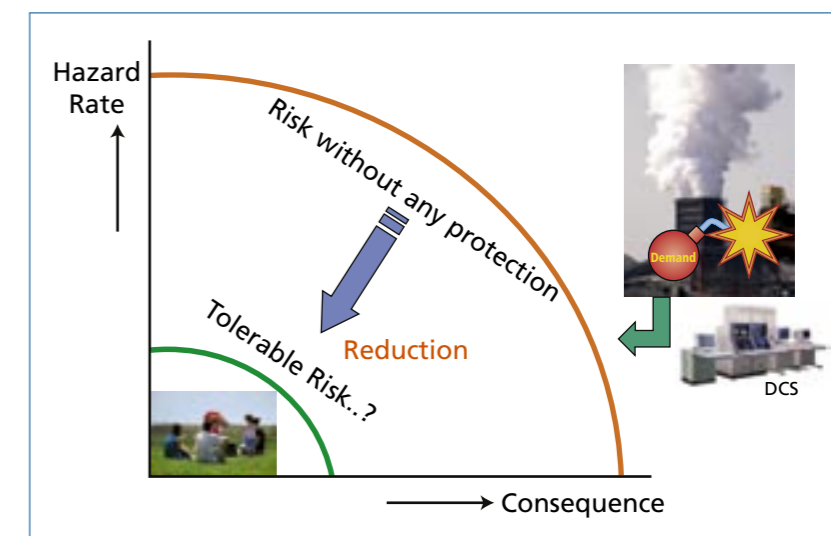 Hazard
Rate
Risk without any protection
Demand
Tolerable Risk..?
Reduction
DCS
Consequence